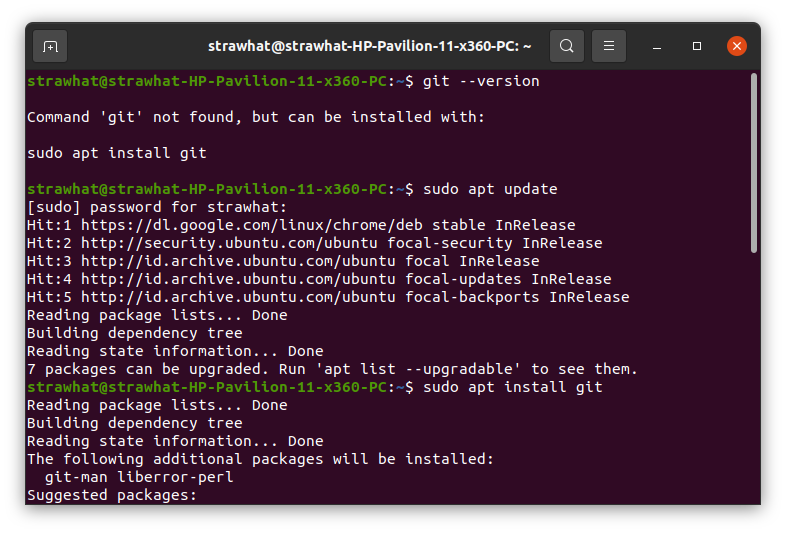 strawhat@strawhat-HP-Pavilion-11-x360-PC: ~
strawhat@strawhat-HP-Pavilion-11-x360-PC:~$ git --version
Command 'git' not found, but can be installed with:
sudo apt install git
strawhat@strawhat-HP-Pavilion-11-x360-PC:~$ sudo apt update
[sudo] password for strawhat:
Hit:1 https://dl.google.com/linux/chrome/deb stable InRelease
Hit:2 http://security.ubuntu.com/ubuntu focal-security InRelease
Hit:3 http://id.archive.ubuntu.com/ubuntu focal InRelease
Hit:4 http://id.archive.ubuntu.com/ubuntu focal-updates InRelease
Hit:5 http://id.archive.ubuntu.com/ubuntu focal-backports InRelease
Reading package lists... Done
Building dependency tree
Reading state information... Done
7 packages can be upgraded. Run 'apt list --upgradable' to see them.
strawhat@strawhat-HP-Pavilion-11-x360-PC:~$ sudo apt install git
Reading package lists... Done
Building dependency tree
Reading state information... Done
The following additional packages will be installed:
  git-man liberror-perl
Suggested packages: